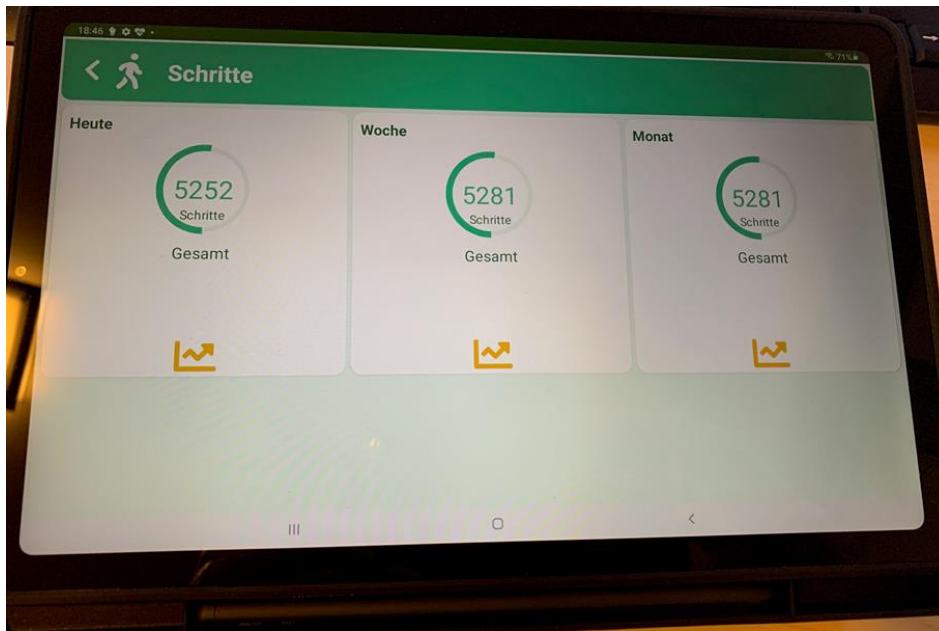 18:46
71%
Schritte
Heute
5252
Schritte
Gesamt
Woche
5281
Schritte
Gesamt
Monat
5281
Schritte
Gesamt